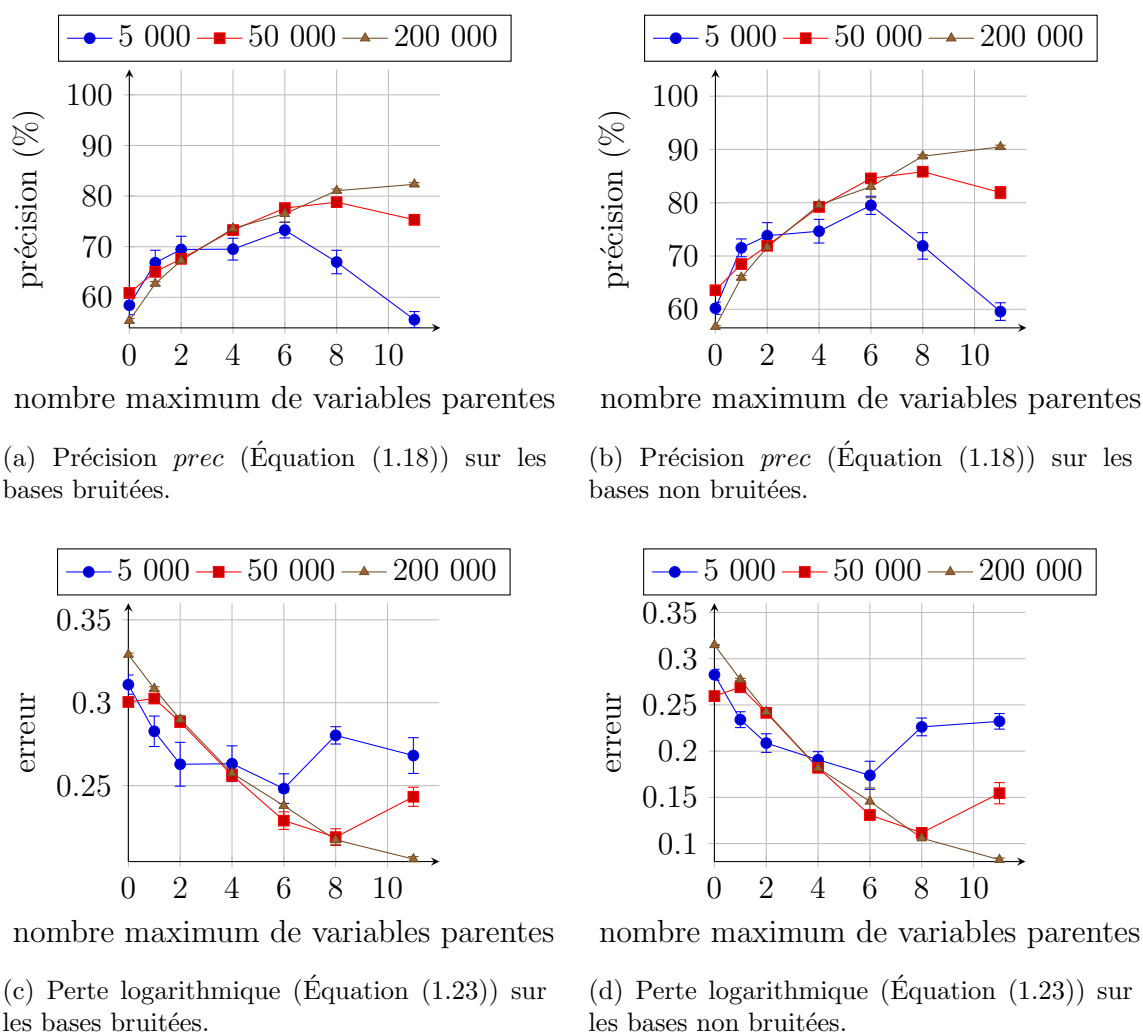 5 000 50 000 200 000
100
90
80
70
60
précision (%)
0 2 4 6 8 10
nombre maximum de variables parentes
(a) Précision prec (Équation (1.18)) sur les
bases bruitées.
5 000 50 000 200 000
100
90
80
70
60
précision (%)
0 2 4 6 8 10
nombre maximum de variables parentes
(b) Précision prec (Équation (1.18)) sur les
bases non bruitées.
5 000 50 000 200 000
0.35
0.3
0.25
erreur
0 2 4 6 8 10
nombre maximum de variables parentes
(c) Perte logarithmique (Équation (1.23)) sur
les bases bruitées.
5 000 50 000 200 000
0.35
0.3
0.25
0.2
0.15
0.1
erreur
0 2 4 6 8 10
nombre maximum de variables parentes
(d) Perte logarithmique (Équation (1.23)) sur
les bases non bruitées.